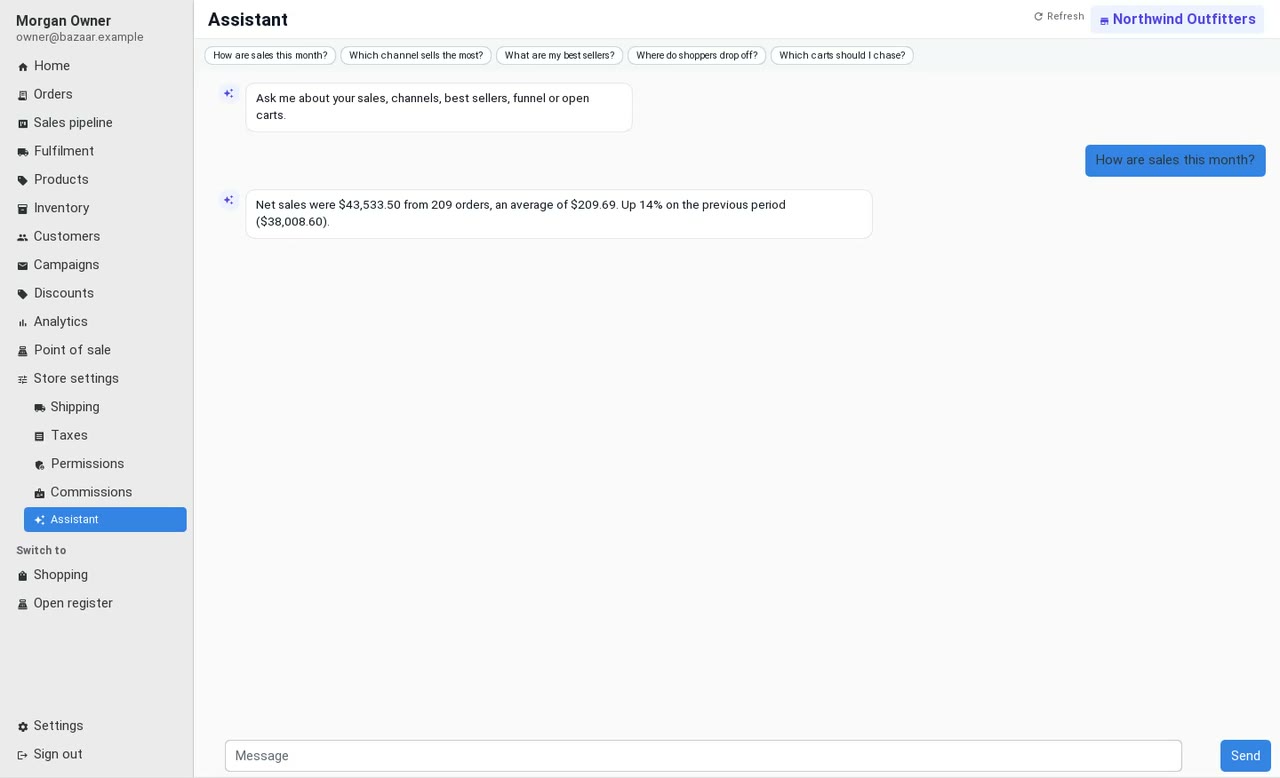 Morgan Owner
owner@bazaar.example
Home
Orders
Sales pipeline
Fulfilment
Products
Inventory
Customers
Campaigns
Discounts
Analytics
Point of sale
Store settings
Shipping
Taxes
Permissions
Commissions
Assistant
Switch to
Shopping
Open register
Settings
Sign out
Assistant
Refresh
Northwind Outfitters
How are sales this month?
Which channel sells the most?
What are my best sellers?
Where do shoppers drop off?
Which carts should I chase?
Ask me about your sales, channels, best sellers, funnel or open
carts.
How are sales this month?
Net sales were $43,533.50 from 209 orders, an average of $209.69. Up 14% on the previous period
($38,008.60).
Message
Send